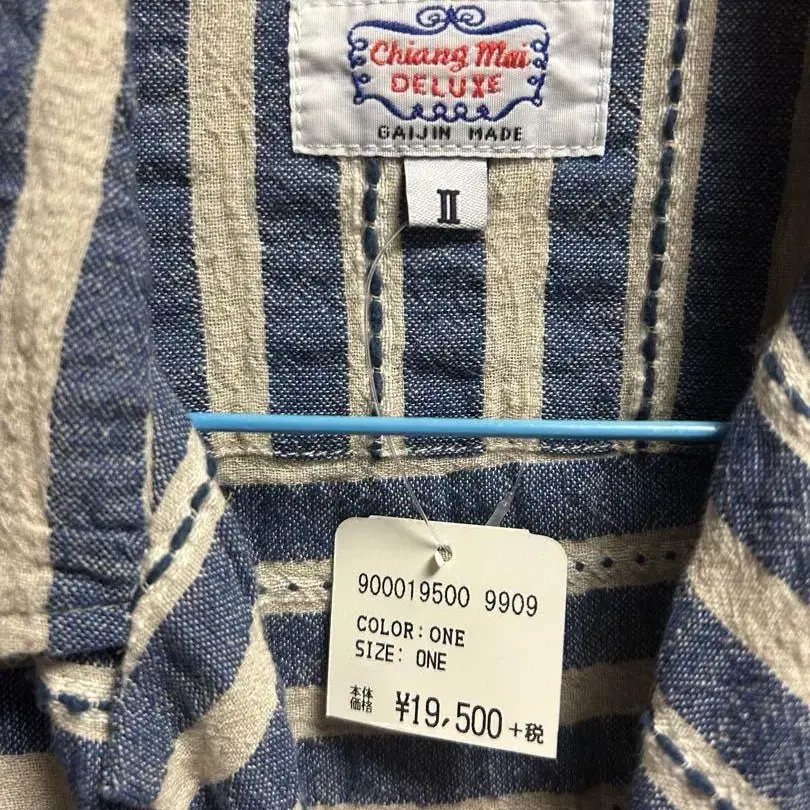 Chiang Mai
DELUXE
GAIJIN MADE
II
900019500 9909
COLOR: ONE
SIZE: ONE
本体
価格 ¥19,500+税